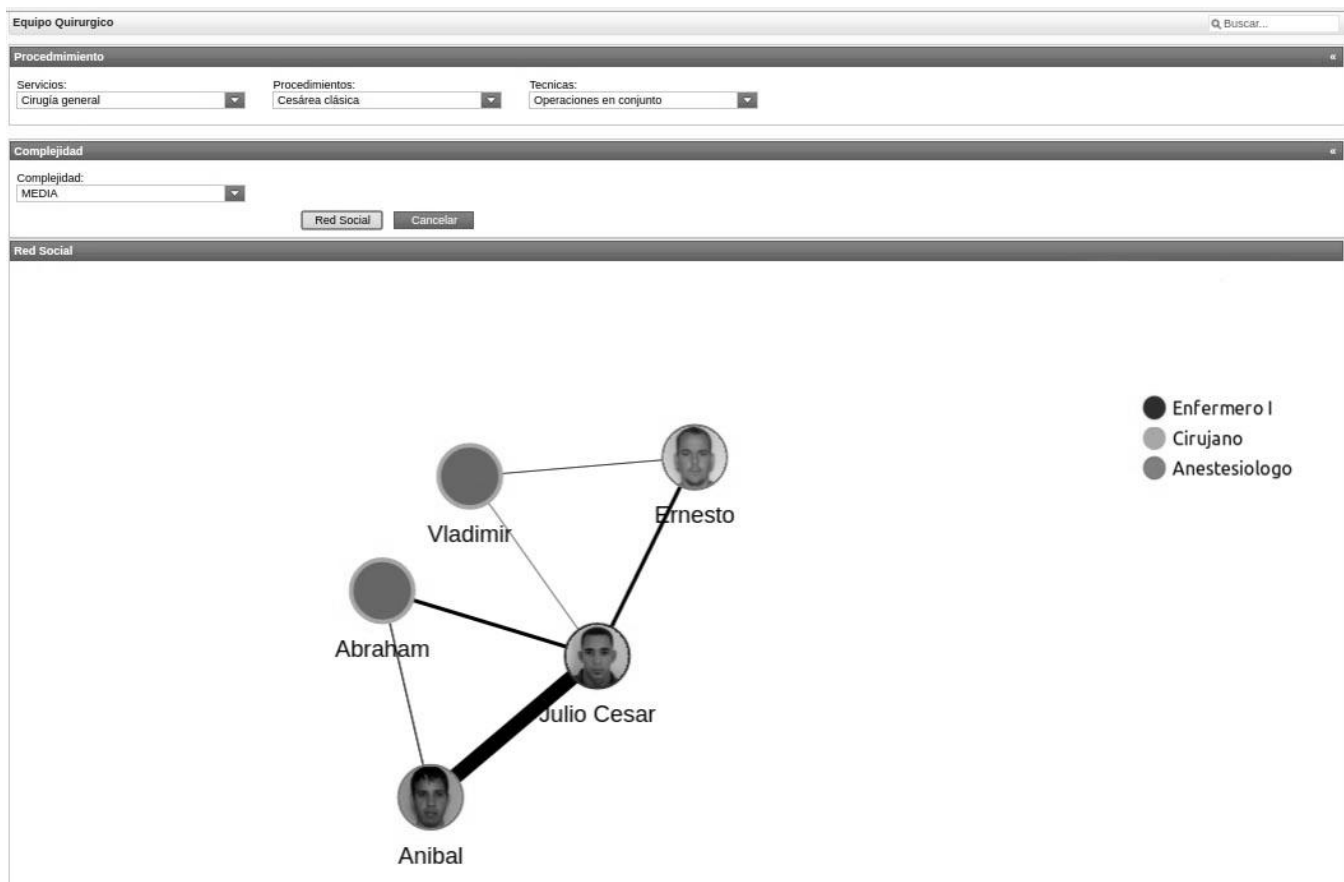 Equipo Quirurgico
Buscar...
Procedmimiento «
Servicios: Procedimientos: Tecnicas:
Cirugía general Cesárea clásica Operaciones en conjunto
Complejidad «
Complejidad:
MEDIA
Red Social Cancelar
Red Social
Enfermero I
Cirujano
Anestesiologo
Ernesto
Vladimir
Abraham
Julio Cesar
Anibal